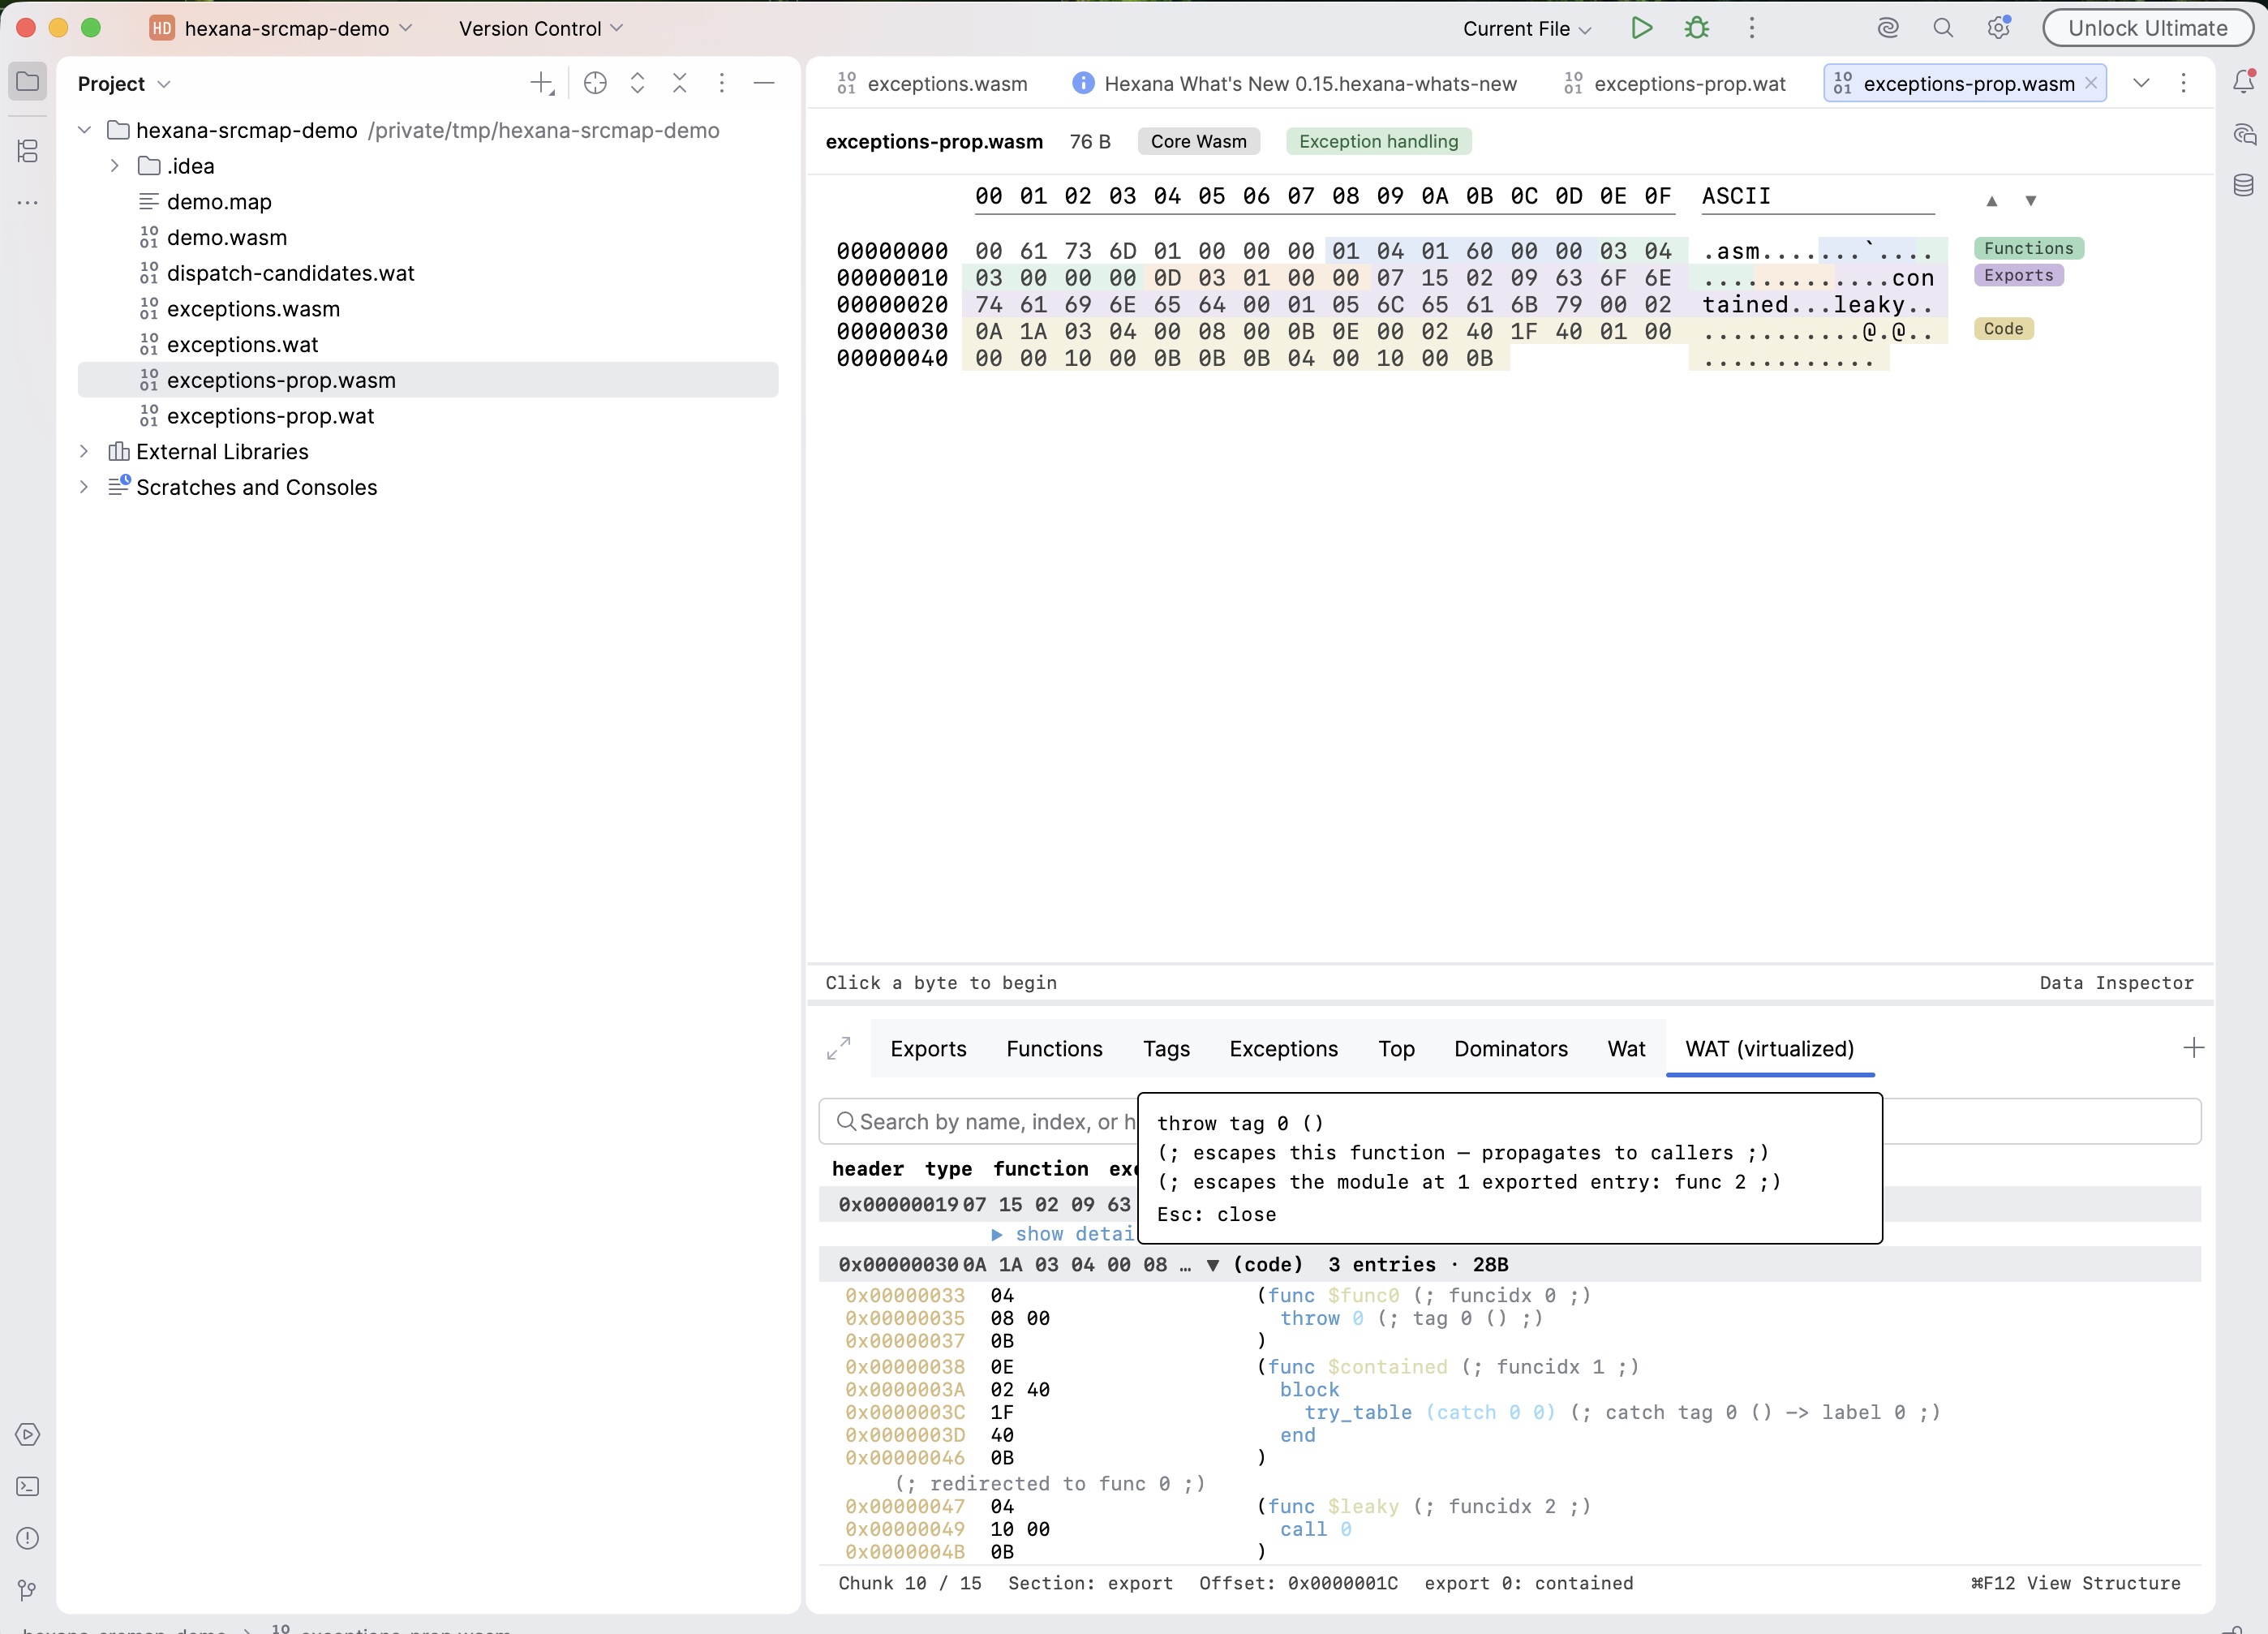 HD hexana-srcmap-demo Version Control Current File Unlock Ultimate
Project
exceptions.wasm Hexana What's New 0.15.hexana-whats-new exceptions-prop.wat exceptions-prop.wasm
hexana-srcmap-demo /private/tmp/hexana-srcmap-demo
.idea
demo.map
demo.wasm
dispatch-candidates.wat
exceptions.wasm
exceptions.wat
exceptions-prop.wasm
exceptions-prop.wat
External Libraries
Scratches and Consoles
exceptions-prop.wasm 76 B Core Wasm Exception handling
00 01 02 03 04 05 06 07 08 09 0A 0B 0C 0D 0E 0F ASCII ▲ ▼
00000000 00 61 73 6D 01 00 00 00 01 04 01 60 00 00 03 04 .asm.......`.... Functions
00000010 03 00 00 00 0D 03 01 00 00 07 15 02 09 63 6F 6E .............con Exports
00000020 74 61 69 6E 65 64 00 01 05 6C 65 61 6B 79 00 02 tained...leaky..
00000030 0A 1A 03 04 00 08 00 0B 0E 00 02 40 1F 40 01 00 ...........@.@.. Code
00000040 00 00 10 00 0B 0B 0B 04 00 10 00 0B ............
Click a byte to begin Data Inspector
Exports Functions Tags Exceptions Top Dominators Wat WAT (virtualized)
Search by name, index, or h
throw tag 0 ()
(; escapes this function — propagates to callers ;)
(; escapes the module at 1 exported entry: func 2 ;)
Esc: close
header type function exc
0x00000019 07 15 02 09 63
▶ show detai
0x00000030 0A 1A 03 04 00 08 … ▼ (code) 3 entries · 28B
0x00000033 04 (func $func0 (; funcidx 0 ;)
0x00000035 08 00 throw 0 (; tag 0 () ;)
0x00000037 0B )
0x00000038 0E (func $contained (; funcidx 1 ;)
0x0000003A 02 40 block
0x0000003C 1F try_table (catch 0 0) (; catch tag 0 () —> label 0 ;)
0x0000003D 40 end
0x00000046 0B )
(; redirected to func 0 ;)
0x00000047 04 (func $leaky (; funcidx 2 ;)
0x00000049 10 00 call 0
0x0000004B 0B )
Chunk 10 / 15 Section: export Offset: 0x0000001C export 0: contained ⌘F12 View Structure